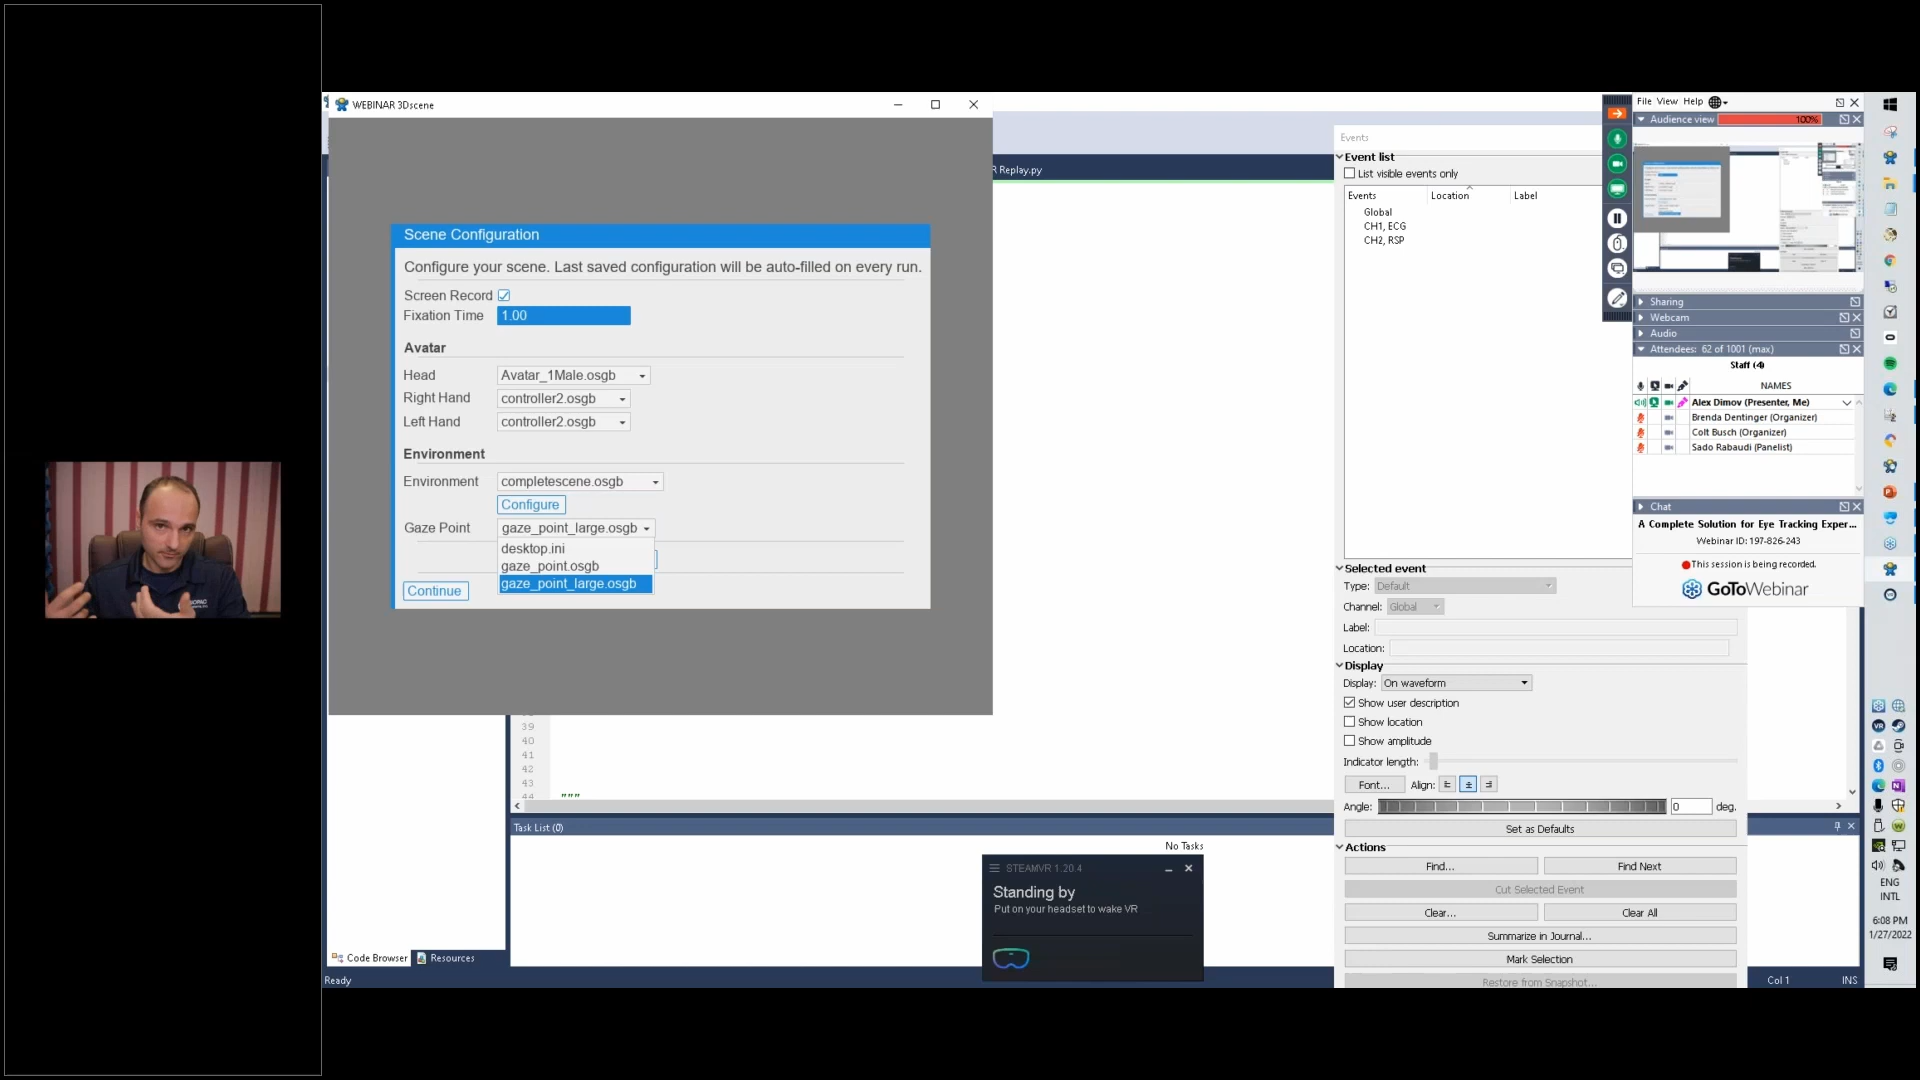 WEBINAR 3Dscene
R Replay.py
Scene Configuration
Configure your scene. Last saved configuration will be auto-filled on every run.
Screen Record
Fixation Time 1.00
Avatar
Head Avatar_1Male.osgb
Right Hand controller2.osgb
Left Hand controller2.osgb
Environment
Environment completescene.osgb
Configure
Gaze Point gaze_point_large.osgb
desktop.ini
gaze_point.osgb
gaze_point_large.osgb
Continue
39
40
41
42
43
44 """
Task List (0)
No Tasks
STEAMVR 1.20.4
Standing by
Put on your headset to wake VR
Code Browser Resources
Ready
Col 1 INS
Events
Event list
List visible events only
Events Location Label
Global
CH1, ECG
CH2, RSP
Selected event
Type: Default
Channel: Global
Label:
Location:
Display
Display: On waveform
Show user description
Show location
Show amplitude
Indicator length:
Font... Align:
Angle: 0 deg.
Set as Defaults
Actions
Find... Find Next
Cut Selected Event
Clear... Clear All
Summarize in Journal...
Mark Selection
Restore from Snapshot...
File View Help
Audience view 100%
Sharing
Webcam
Audio
Attendees: 62 of 1001 (max)
Staff (4)
NAMES
Alex Dimov (Presenter, Me)
Brenda Dentinger (Organizer)
Colt Busch (Organizer)
Sado Rabaudi (Panelist)
Chat
A Complete Solution for Eye Tracking Exper...
Webinar ID: 197-826-243
This session is being recorded.
GoToWebinar
ENG
INTL
6:08 PM
1/27/2022